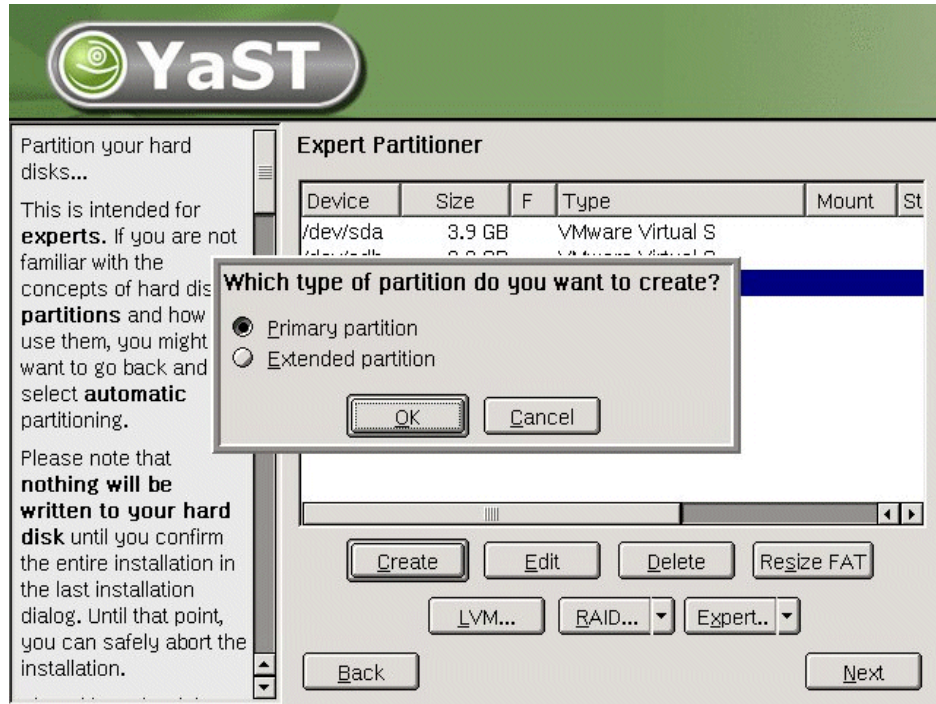 YaST
Partition your hard
disks...
This is intended for
experts. If you are not
familiar with the
concepts of hard dis
partitions and how
use them, you might
want to go back and
select automatic
partitioning.
Please note that
nothing will be
written to your hard
disk until you confirm
the entire installation in
the last installation
dialog. Until that point,
you can safely abort the
installation.
Expert Partitioner
Device Size F Type Mount St
/dev/sda 3.9 GB VMware Virtual S
Which type of partition do you want to create?
Primary partition
Extended partition
OK Cancel
Create Edit Delete Resize FAT
LVM... RAID... Expert..
Back Next